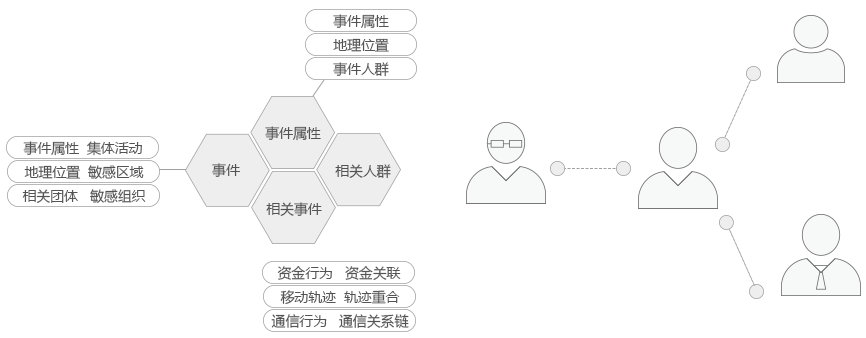 事件属性
地理位置
事件人群
事件属性
事件属性 集体活动
地理位置 敏感区域
相关团体 敏感组织
事件
相关人群
相关事件
资金行为 资金关联
移动轨迹 轨迹重合
通信行为 通信关系链